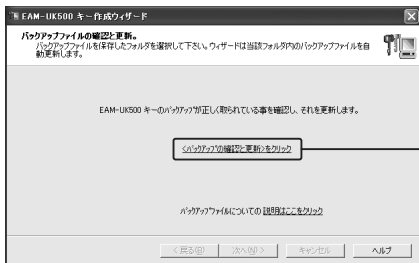 EAM-UK500 キー作成ウィザード
バックアップファイルの確認と更新。
バックアップファイルを保存したフォルダを選択して下さい。ウィザードは当該フォルダ内のバックアップファイルを自
動更新します。
EAM-UK500 キーのバックアップが正しく取られている事を確認し、それを更新します。
<バックアップの確認と更新>をクリック
バックアップファイルについての 説明はここをクリック
< 戻る(B)
次へ(N) >
キャンセル
ヘルプ